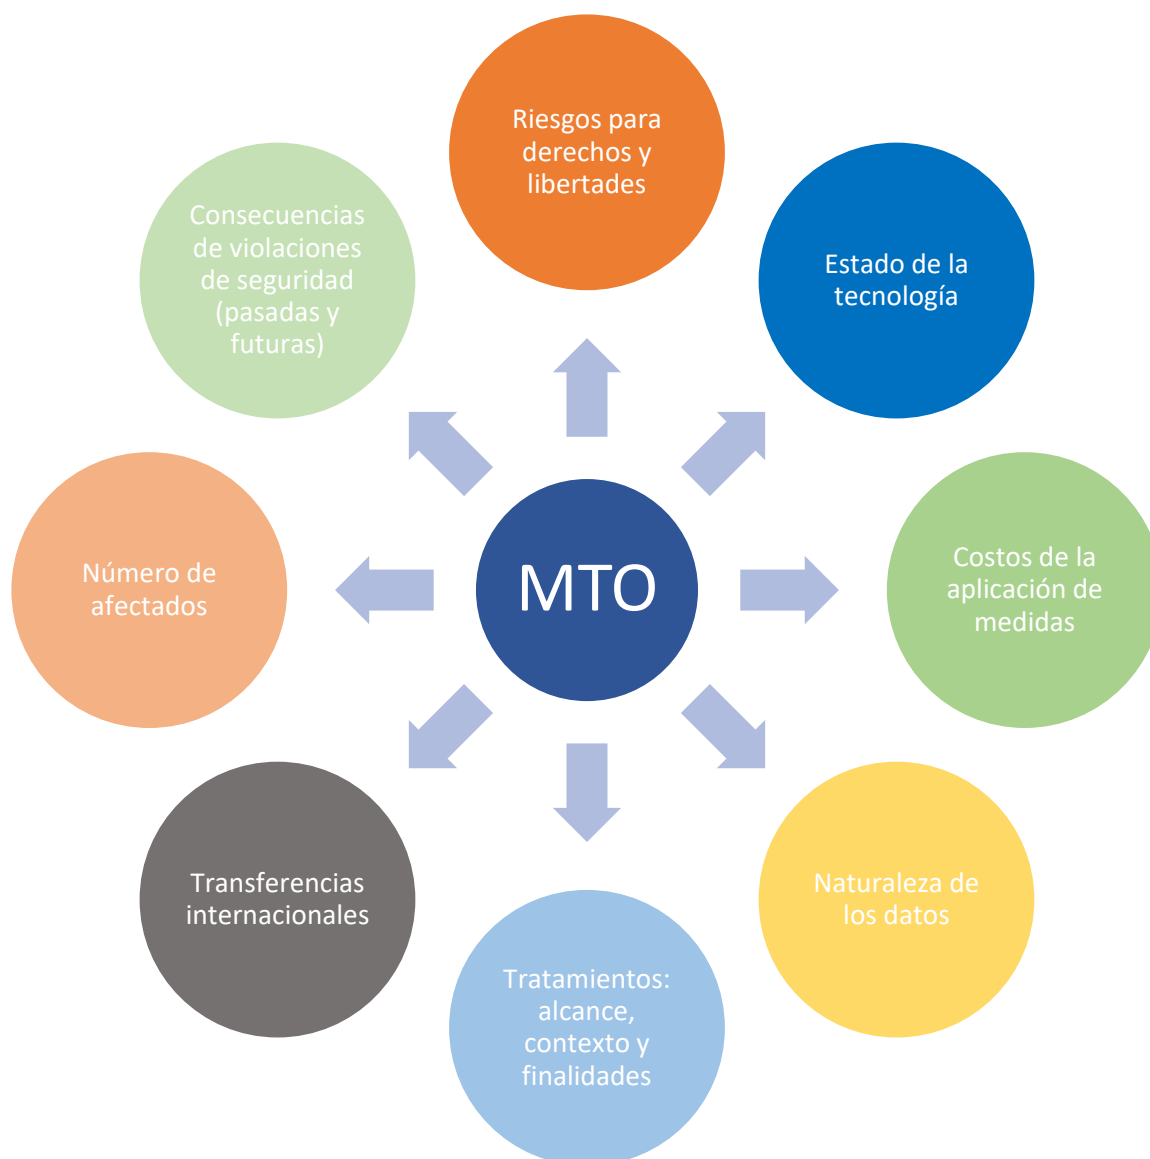 Riesgos para
derechos y
libertades
Estado de la
tecnología
Costos de la
aplicación de
medidas
Naturaleza de
los datos
Tratamientos:
alcance,
contexto y
finalidades
Transferencias
internacionales
Número de
afectados
Consecuencias
de violaciones
de seguridad
(pasadas y
futuras)
MTO